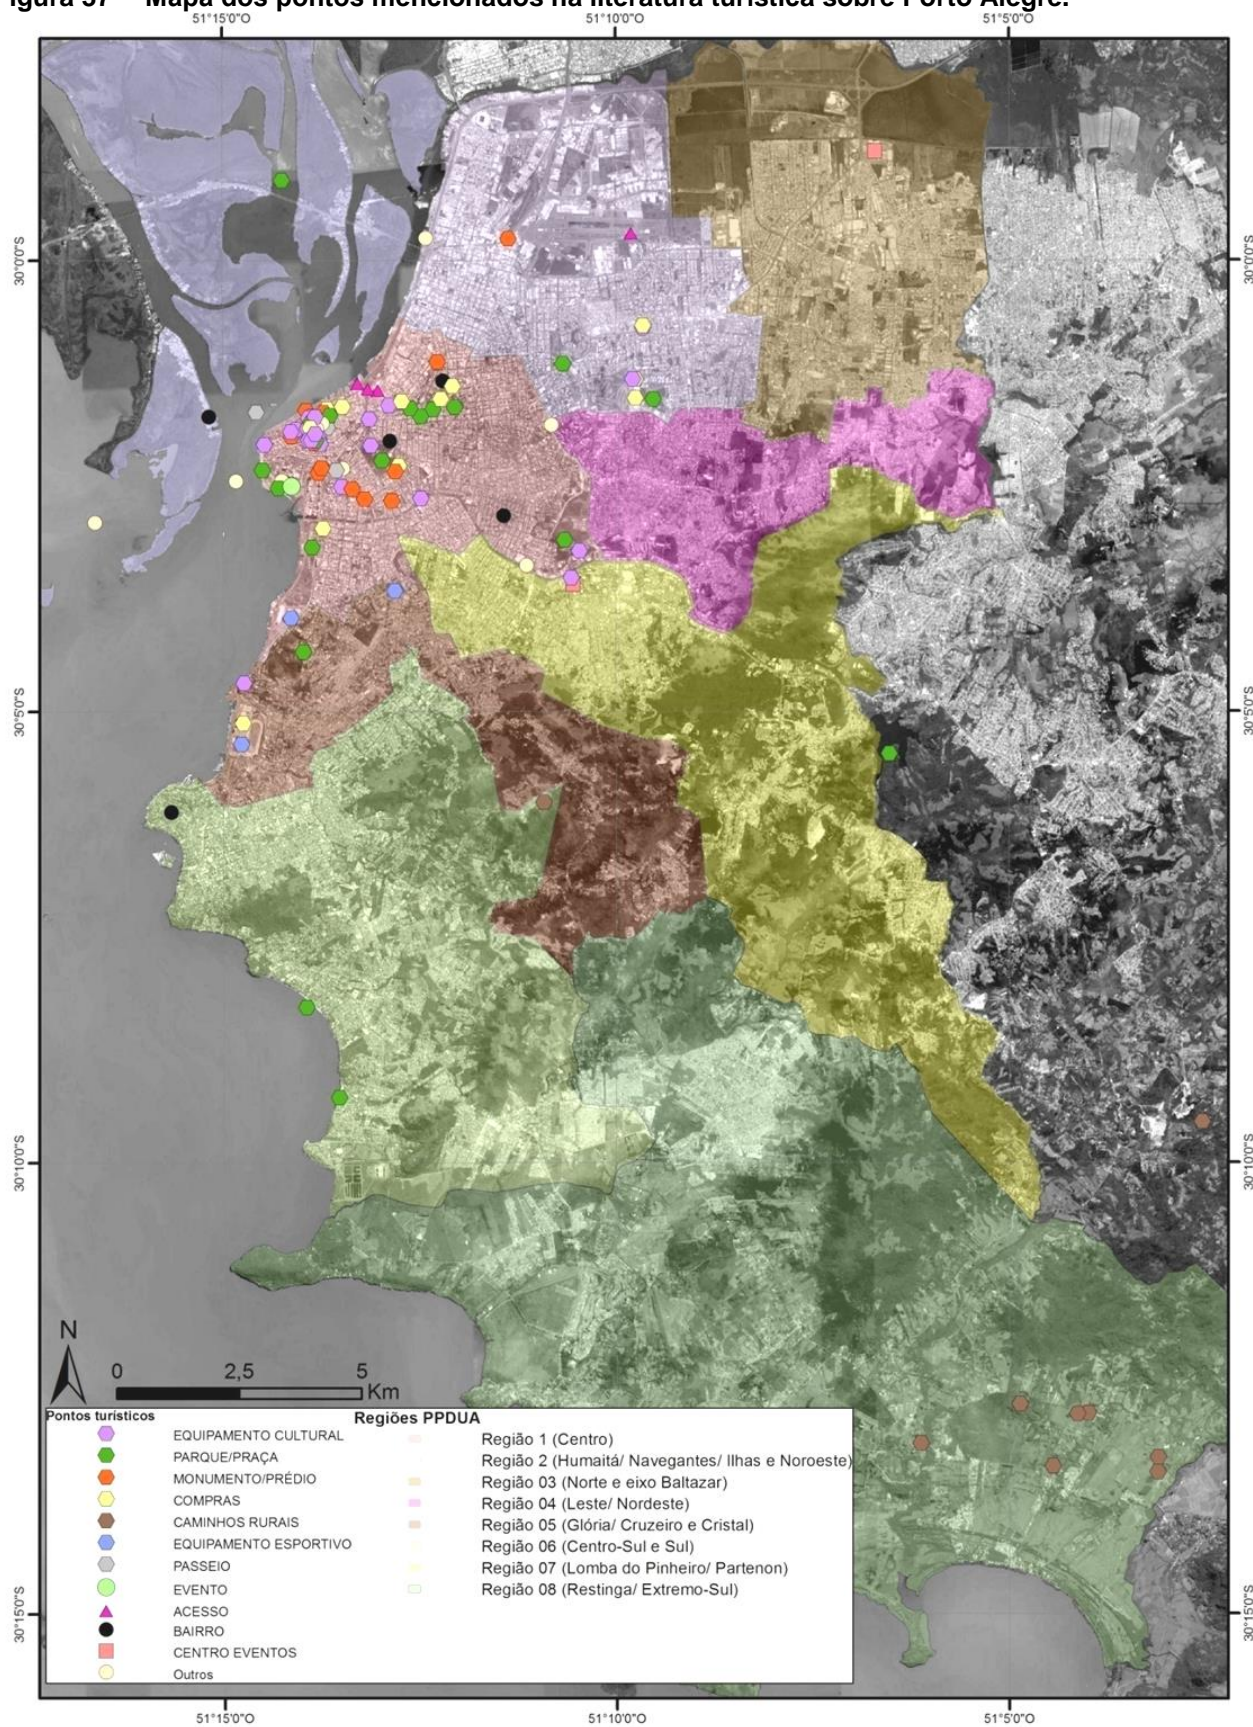 Mapa dos pontos mencionados na literatura turística sobre Porto Alegre.
51°15'0"O 51°10'0"O 51°5'0"O
30°0'0"S 30°0'0"S
30°5'0"S 30°5'0"S
30°10'0"S 30°10'0"S
N
0 2,5 5
Km
Pontos turísticos Regiões PPDUA
EQUIPAMENTO CULTURAL Região 1 (Centro)
PARQUE/PRAÇA Região 2 (Humaitá/ Navegantes/ Ilhas e Noroeste)
MONUMENTO/PRÉDIO Região 03 (Norte e eixo Baltazar)
COMPRAS Região 04 (Leste/ Nordeste)
CAMINHOS RURAIS Região 05 (Glória/ Cruzeiro e Cristal)
EQUIPAMENTO ESPORTIVO Região 06 (Centro-Sul e Sul)
PASSEIO Região 07 (Lomba do Pinheiro/ Partenon)
EVENTO Região 08 (Restinga/ Extremo-Sul)
ACESSO
BAIRRO
CENTRO EVENTOS
Outros
30°15'0"S 30°15'0"S
51°15'0"O 51°10'0"O 51°5'0"O